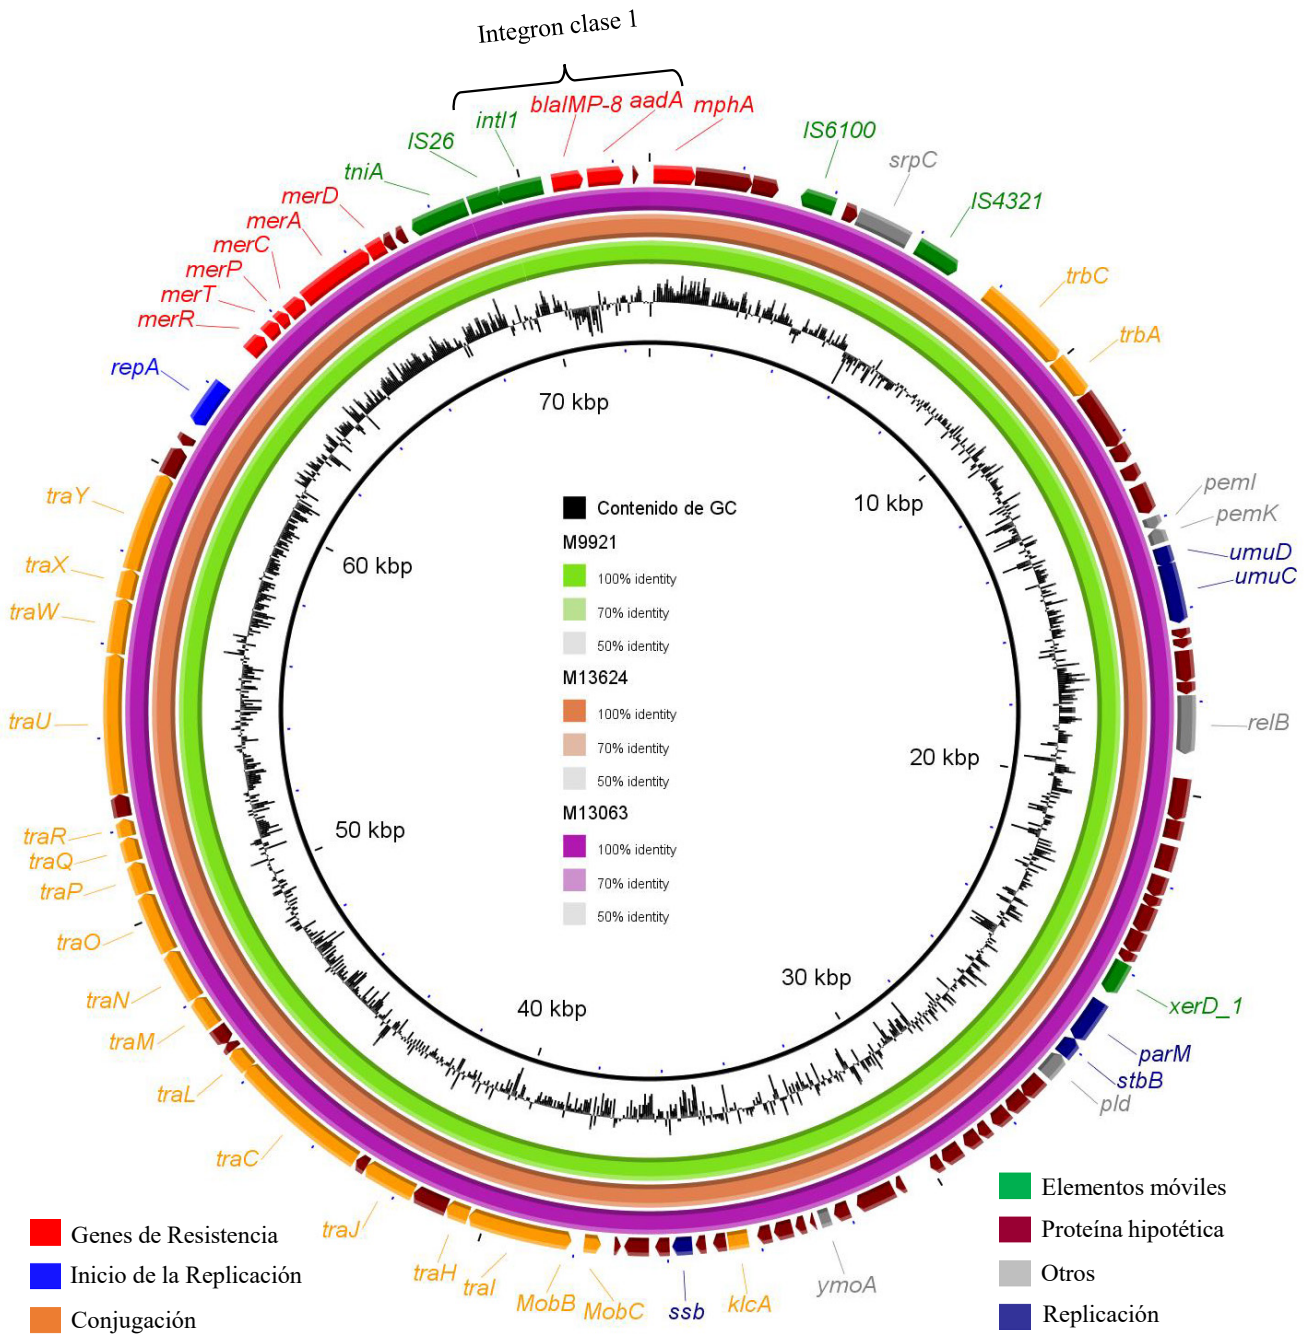 Integron clase 1
blaIMP-8
aadA
mphA
intI1
IS26
tniA
merD
merA
merC
merP
merT
merR
repA
IS6100
srpC
IS4321
trbC
trbA
pemI
pemK
umuD
umuC
relB
xerD_1
parM
stbB
pld
ymoA
klcA
ssb
MobC
MobB
traI
traH
traJ
traC
traL
traM
traN
traO
traP
traQ
traR
traU
traW
traX
traY
70 kbp
10 kbp
60 kbp
20 kbp
50 kbp
30 kbp
40 kbp
Contenido de GC
M9921
100% identity
70% identity
50% identity
M13624
100% identity
70% identity
50% identity
M13063
100% identity
70% identity
50% identity
Genes de Resistencia
Inicio de la Replicación
Conjugación
Elementos móviles
Proteína hipotética
Otros
Replicación